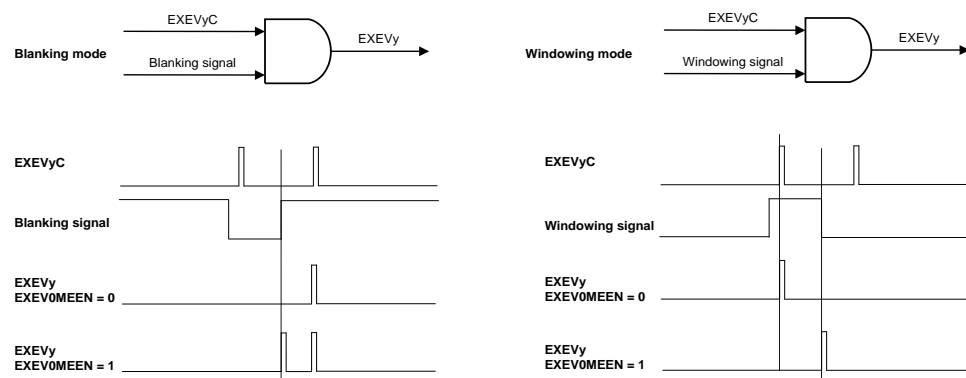 EXEVyC
Blanking mode
Blanking signal
EXEVy
EXEVyC
Blanking signal
EXEVy
EXEV0MEEN = 0
EXEVy
EXEV0MEEN = 1
EXEVyC
Windowing mode
Windowing signal
EXEVy
EXEVyC
Windowing signal
EXEVy
EXEV0MEEN = 0
EXEVy
EXEV0MEEN = 1